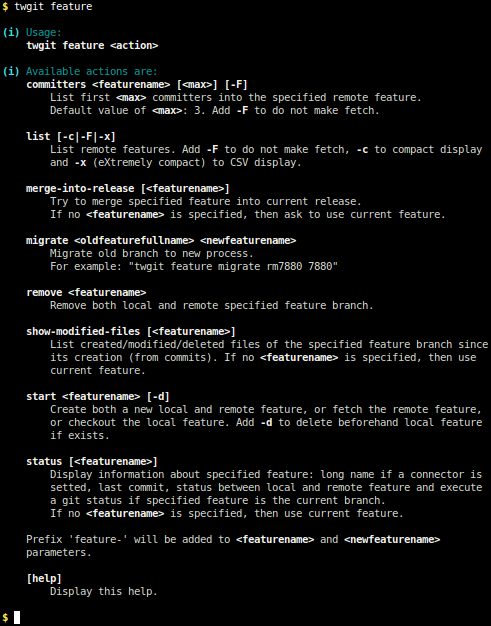 $ twgit feature
(i) Usage:
twgit feature <action>
(i) Available actions are:
committers <featurename> [<max>] [-F]
List first <max> committers into the specified remote feature.
Default value of <max>: 3. Add -F to do not make fetch.
list [-c|-F|-x]
List remote features. Add -F to do not make fetch, -c to compact display
and -x (eXtremely compact) to CSV display.
merge-into-release [<featurename>]
Try to merge specified feature into current release.
If no <featurename> is specified, then ask to use current feature.
migrate <oldfeaturefullname> <newfeaturename>
Migrate old branch to new process.
For example: "twgit feature migrate rm7880 7880"
remove <featurename>
Remove both local and remote specified feature branch.
show-modified-files [<featurename>]
List created/modified/deleted files of the specified feature branch since
its creation (from commits). If no <featurename> is specified, then use
current feature.
start <featurename> [-d]
Create both a new local and remote feature, or fetch the remote feature,
or checkout the local feature. Add -d to delete beforehand local feature
if exists.
status [<featurename>]
Display information about specified feature: long name if a connector is
setted, last commit, status between local and remote feature and execute
a git status if specified feature is the current branch.
If no <featurename> is specified, then use current feature.
Prefix 'feature-' will be added to <featurename> and <newfeaturename>
parameters.
[help]
Display this help.
$